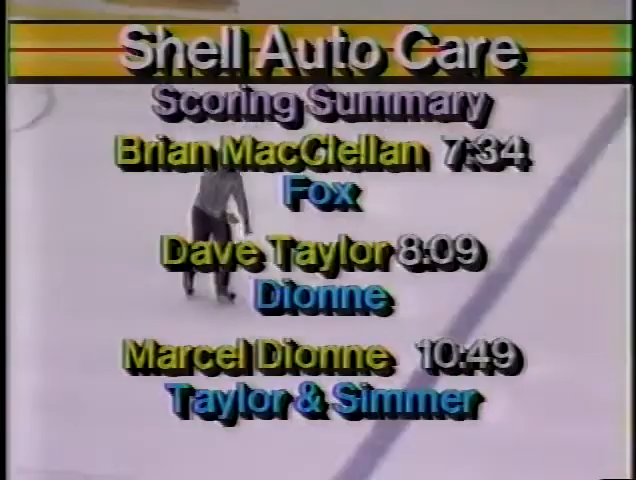 Shell Auto Care
Scoring Summary
Brian MacClellan 7:34
Fox
Dave Taylor 8:09
Dionne
Marcel Dionne 10:49
Taylor & Simmer